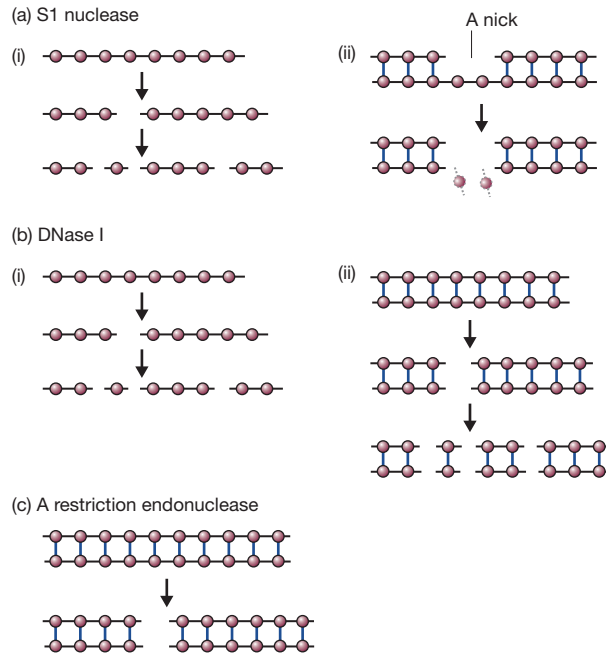 (a) S1 nuclease
A nick
(i)
(ii)
(b) DNase I
(i)
(ii)
(c) A restriction endonuclease